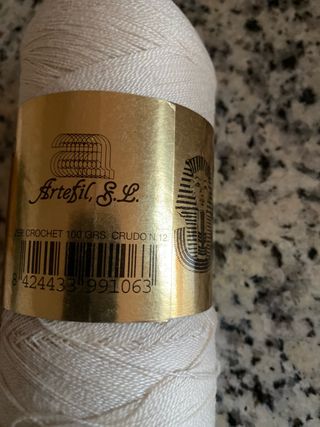 a
Artefil, S.L.
CROCHET 100 GRS. CRUDO N.12
8 424433 991063